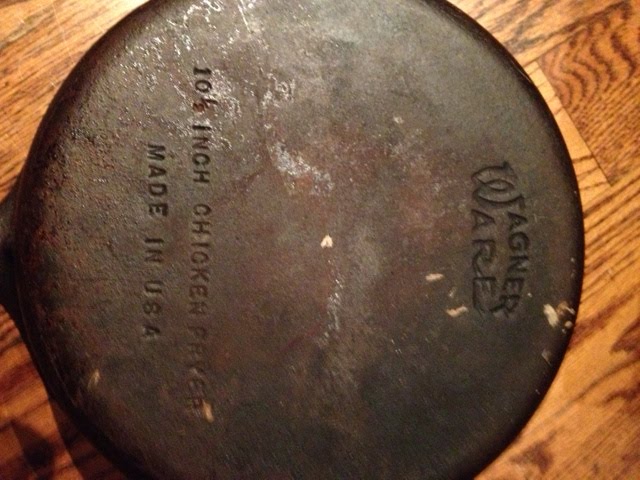 WAGNER
WARE
10½ INCH CHICKEN FRYER
MADE IN USA